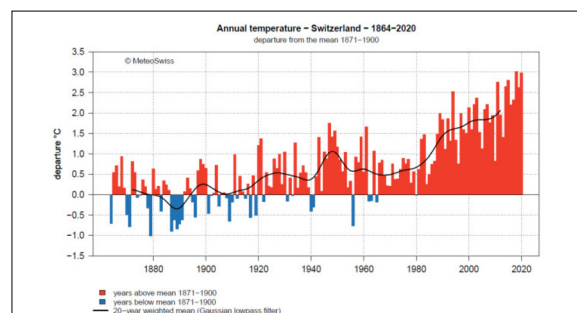 Annual temperature − Switzerland − 1864−2020
departure from the mean 1871−1900
© MeteoSwiss
departure °C
3.5
3.0
2.5
2.0
1.5
1.0
0.5
0.0
−0.5
−1.0
−1.5
1880 1900 1920 1940 1960 1980 2000 2020
years above mean 1871−1900
years below mean 1871−1900
20−year weighted mean (Gaussian lowpass filter)